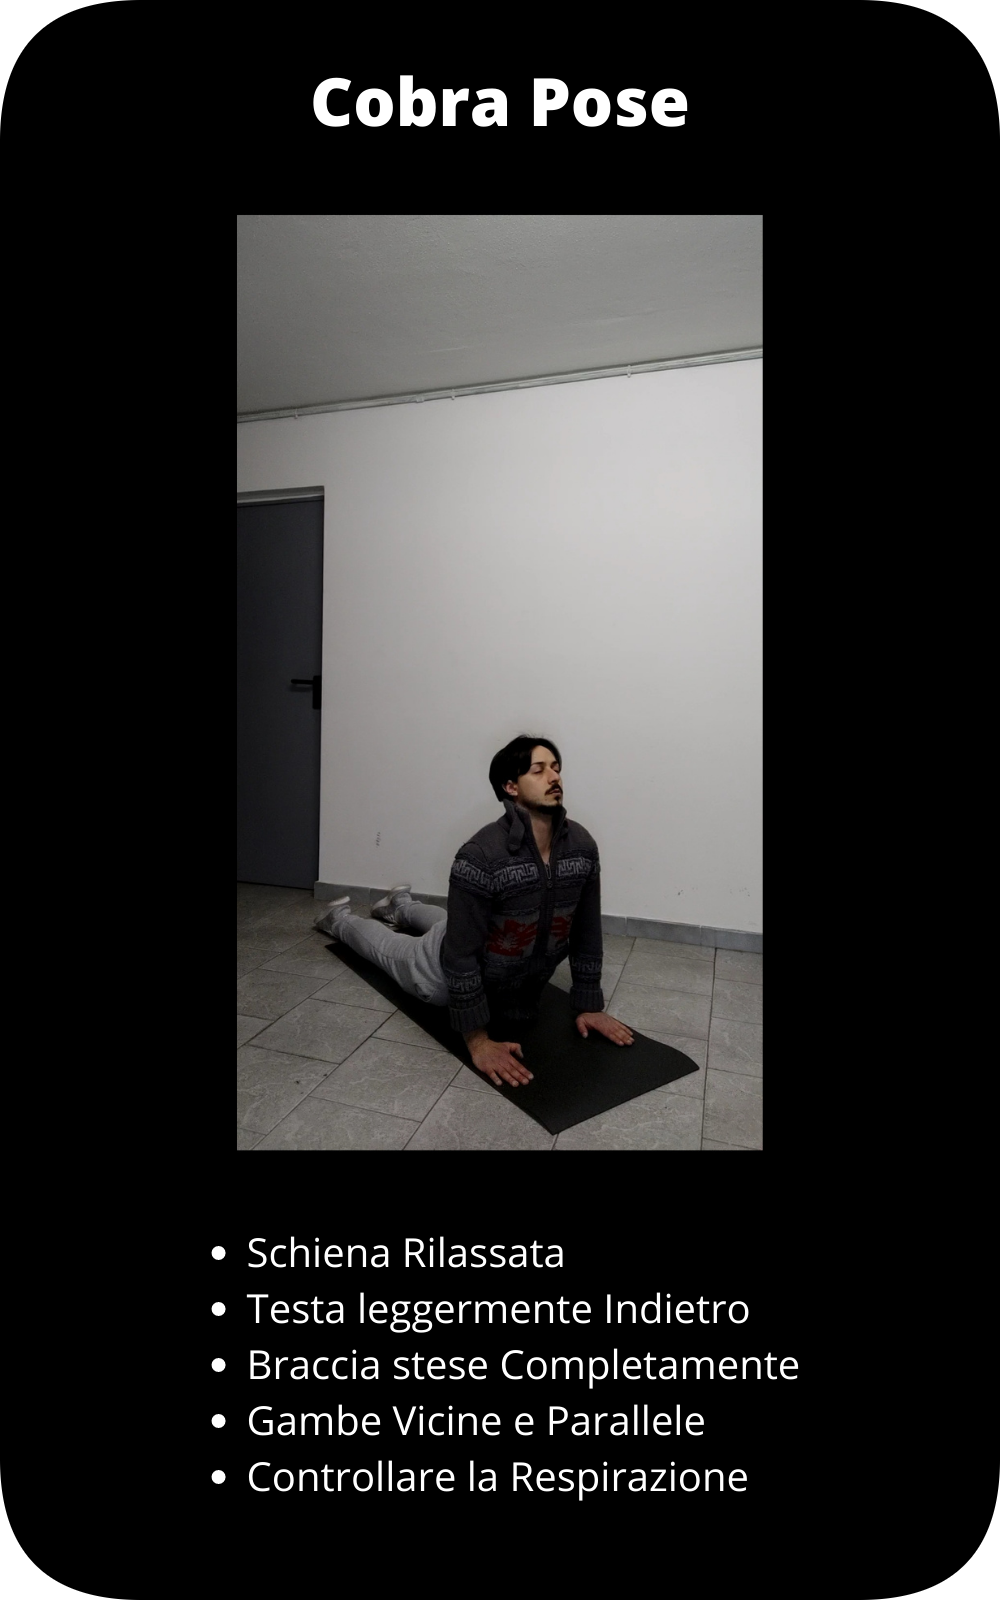 Cobra Pose
Schiena Rilassata
Testa leggermente Indietro
Braccia stese Completamente
Gambe Vicine e Parallele
Controllare la Respirazione